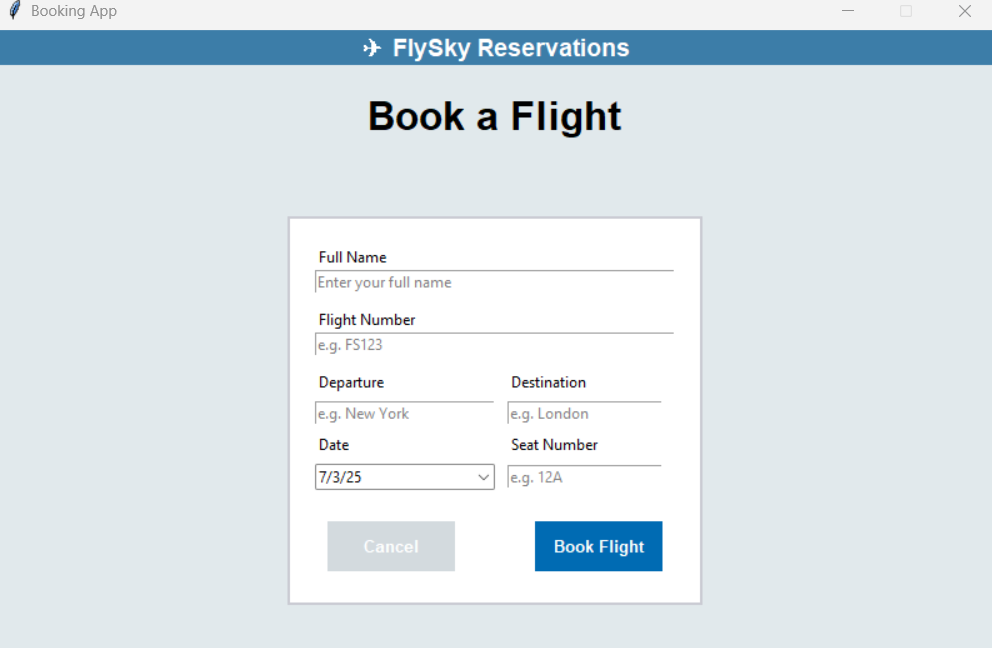 Booking App
✈ FlySky Reservations
Book a Flight
Full Name
Enter your full name
Flight Number
e.g. FS123
Departure Destination
e.g. New York e.g. London
Date Seat Number
7/3/25 e.g. 12A
Cancel Book Flight